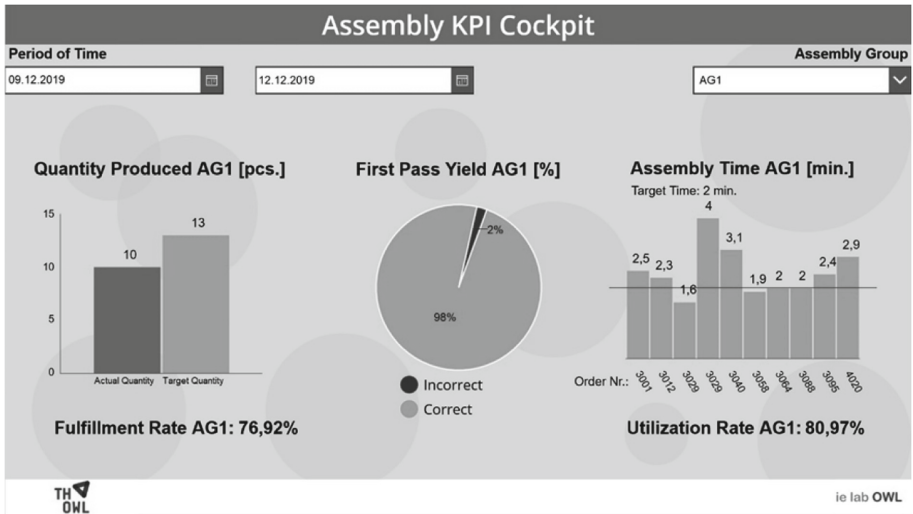 Assembly KPI Cockpit
Period of Time
Assembly Group
09.12.2019
12.12.2019
AG1
Quantity Produced AG1 [pcs.]
15
10
5
0
10
13
Actual Quantity
Target Quantity
Fulfillment Rate AG1: 76,92%
First Pass Yield AG1 [%]
2%
98%
Incorrect
Correct
Assembly Time AG1 [min.]
Target Time: 2 min.
2,5
2,3
1,6
4
3,1
1,9
2
2
2,4
2,9
Order Nr.:
3001
3012
3029
3029
3040
3058
3064
3088
3095
4020
Utilization Rate AG1: 80,97%
TH
OWL
ie lab OWL